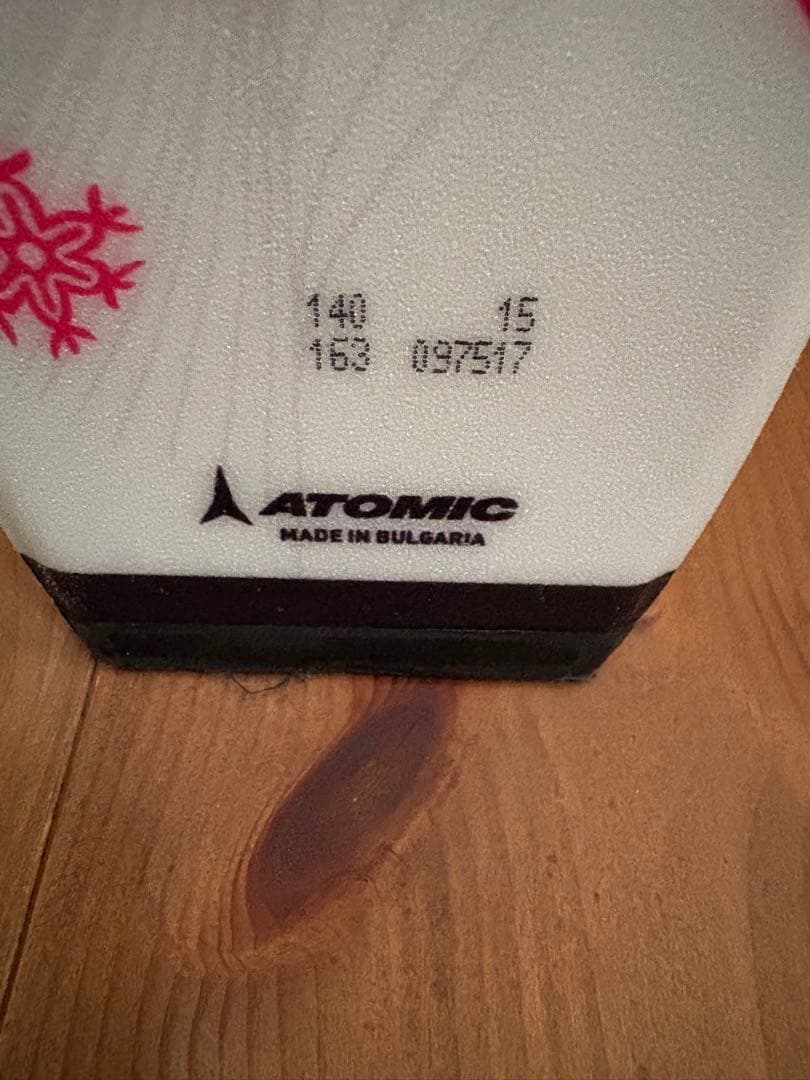 140 15
163 097517
ATOMIC
MADE IN BULGARIA